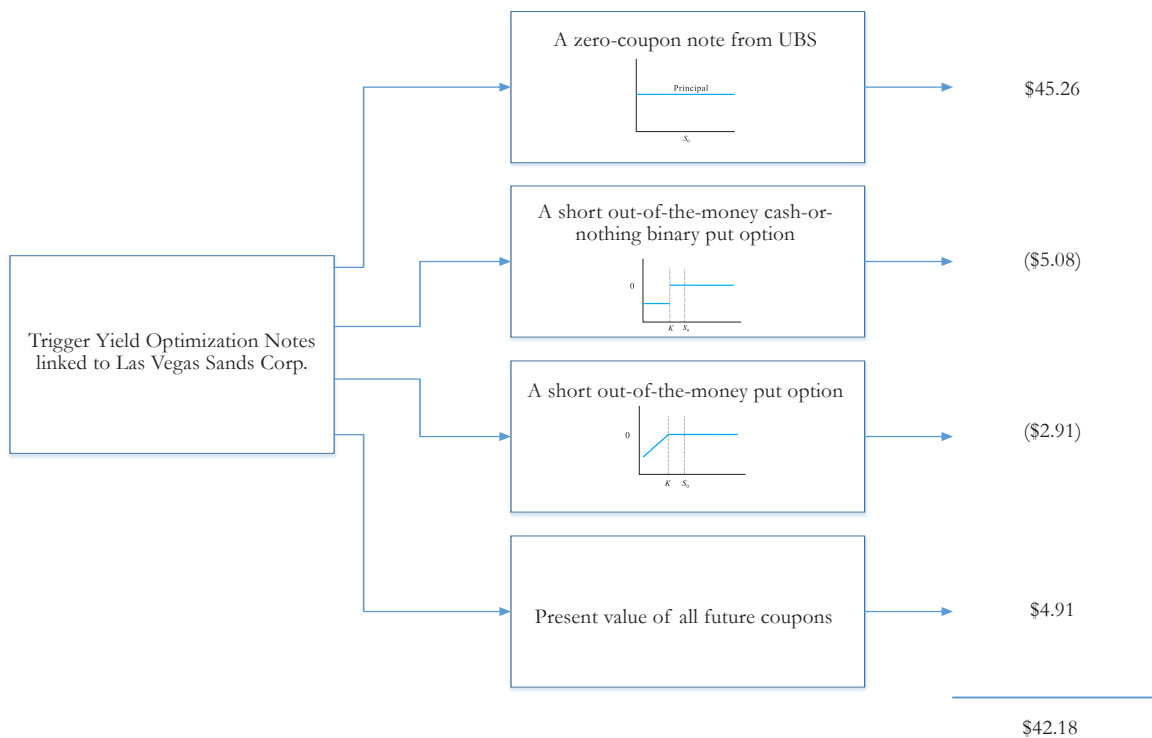 A zero-coupon note from UBS
Principal
S₀
$45.26
A short out-of-the-money cash-or-
nothing binary put option
0
K S₀
($5.08)
Trigger Yield Optimization Notes
linked to Las Vegas Sands Corp.
A short out-of-the-money put option
0
K S₀
($2.91)
Present value of all future coupons
$4.91
$42.18